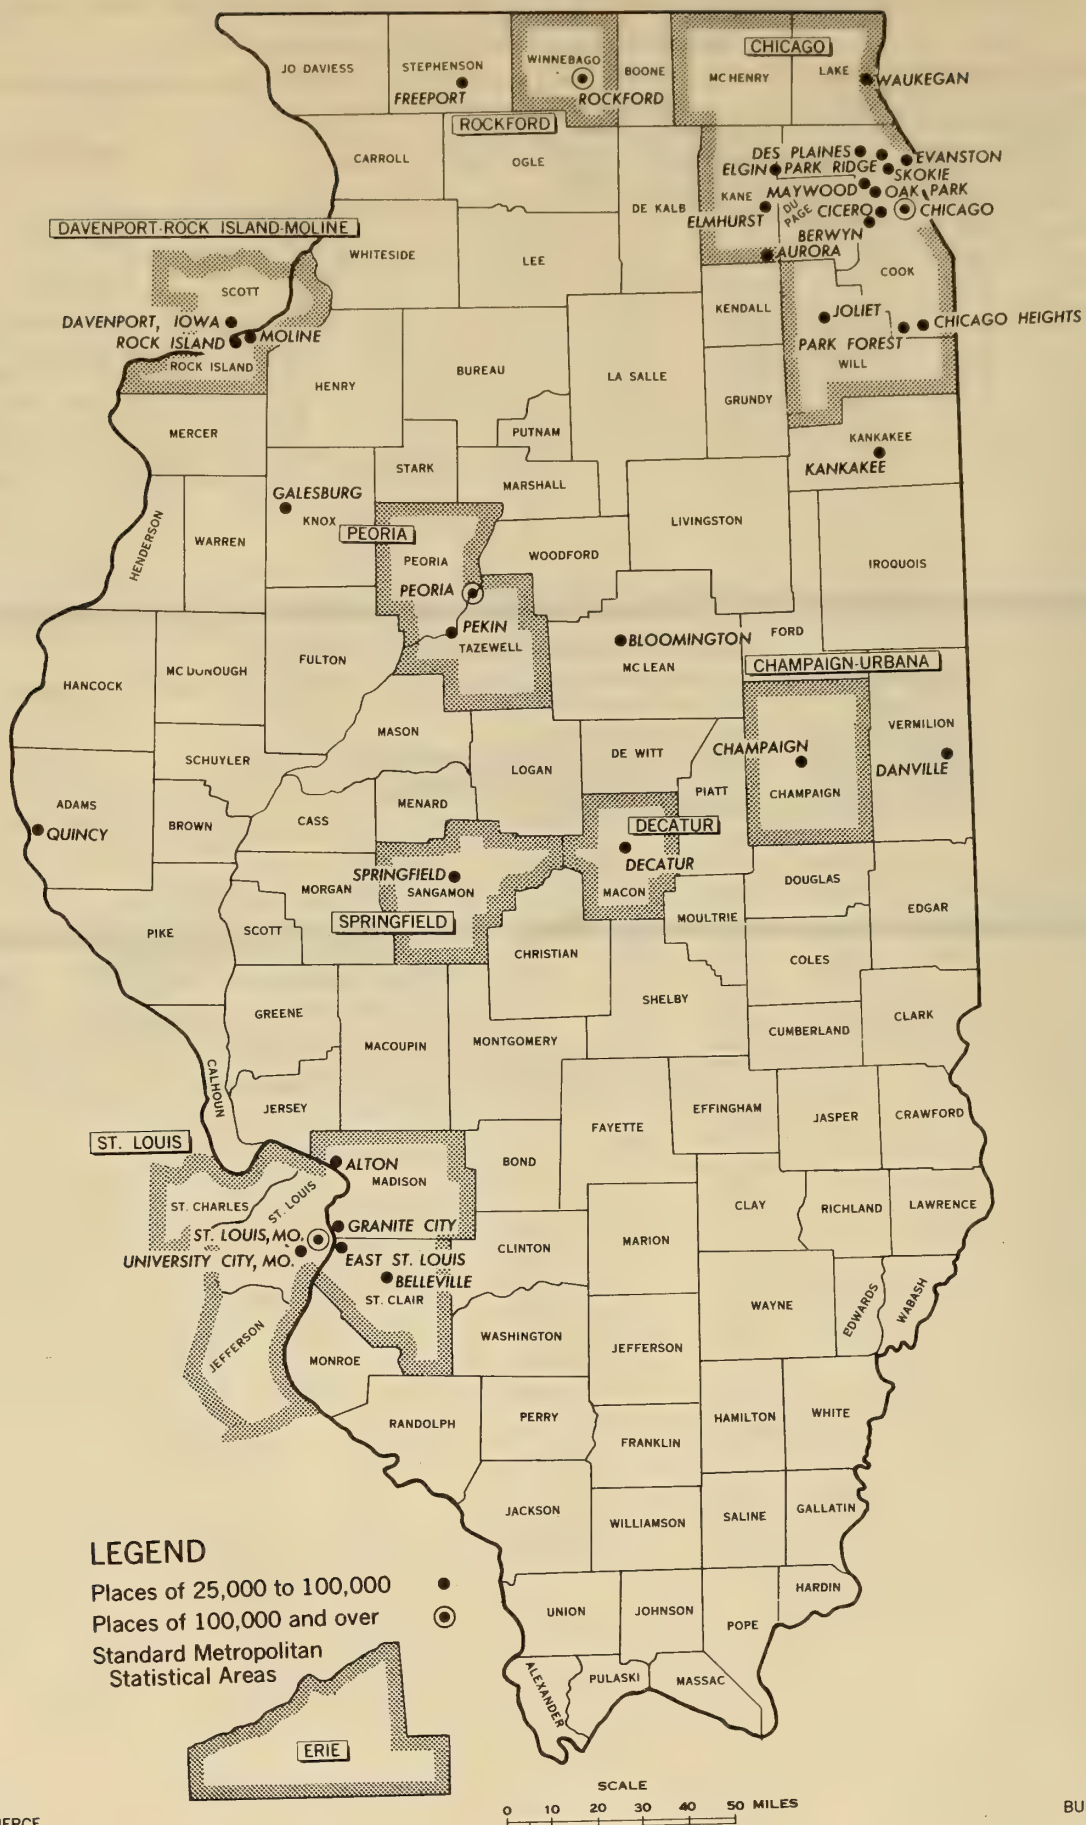 JO DAVIESS
STEPHENSON
FREEPORT
WINNEBAGO
ROCKFORD
ROCKFORD
BOONE
CHICAGO
MC HENRY
LAKE
WAUKEGAN
CARROLL
OGLE
DE KALB
DES PLAINES
EVANSTON
ELGIN
PARK RIDGE
SKOKIE
KANE
MAYWOOD
OAK PARK
DU PAGE
ELMHURST
CICERO
CHICAGO
BERWYN
AURORA
COOK
DAVENPORT-ROCK ISLAND-MOLINE
WHITESIDE
LEE
SCOTT
DAVENPORT, IOWA
ROCK ISLAND
MOLINE
ROCK ISLAND
KENDALL
JOLIET
CHICAGO HEIGHTS
PARK FOREST
WILL
HENRY
BUREAU
LA SALLE
GRUNDY
MERCER
PUTNAM
KANKAKEE
KANKAKEE
STARK
MARSHALL
GALESBURG
KNOX
PEORIA
HENDERSON
WARREN
PEORIA
PEORIA
WOODFORD
LIVINGSTON
IROQUOIS
PEKIN
TAZEWELL
BLOOMINGTON
MC LEAN
FORD
CHAMPAIGN-URBANA
HANCOCK
MC DONOUGH
FULTON
MASON
SCHUYLER
LOGAN
DE WITT
CHAMPAIGN
CHAMPAIGN
VERMILION
DANVILLE
PIATT
ADAMS
QUINCY
BROWN
CASS
MENARD
DECATUR
DECATUR
MACON
SPRINGFIELD
SANGAMON
SPRINGFIELD
MORGAN
SCOTT
PIKE
DOUGLAS
EDGAR
MOULTRIE
CHRISTIAN
COLES
SHELBY
GREENE
MACOUPIN
MONTGOMERY
CUMBERLAND
CLARK
CALHOUN
JERSEY
FAYETTE
EFFINGHAM
JASPER
CRAWFORD
ST. LOUIS
ALTON
MADISON
BOND
ST. CHARLES
ST. LOUIS
CLAY
RICHLAND
LAWRENCE
GRANITE CITY
ST. LOUIS, MO.
UNIVERSITY CITY, MO.
EAST ST. LOUIS
BELLEVILLE
ST. CLAIR
CLINTON
MARION
WAYNE
EDWARDS
WABASH
JEFFERSON
MONROE
WASHINGTON
JEFFERSON
RANDOLPH
PERRY
FRANKLIN
HAMILTON
WHITE
JACKSON
WILLIAMSON
SALINE
GALLATIN
UNION
JOHNSON
POPE
HARDIN
ALEXANDER
PULASKI
MASSAC
LEGEND
Places of 25,000 to 100,000
Places of 100,000 and over
Standard Metropolitan
Statistical Areas
ERIE
SCALE
0 10 20 30 40 50 MILES